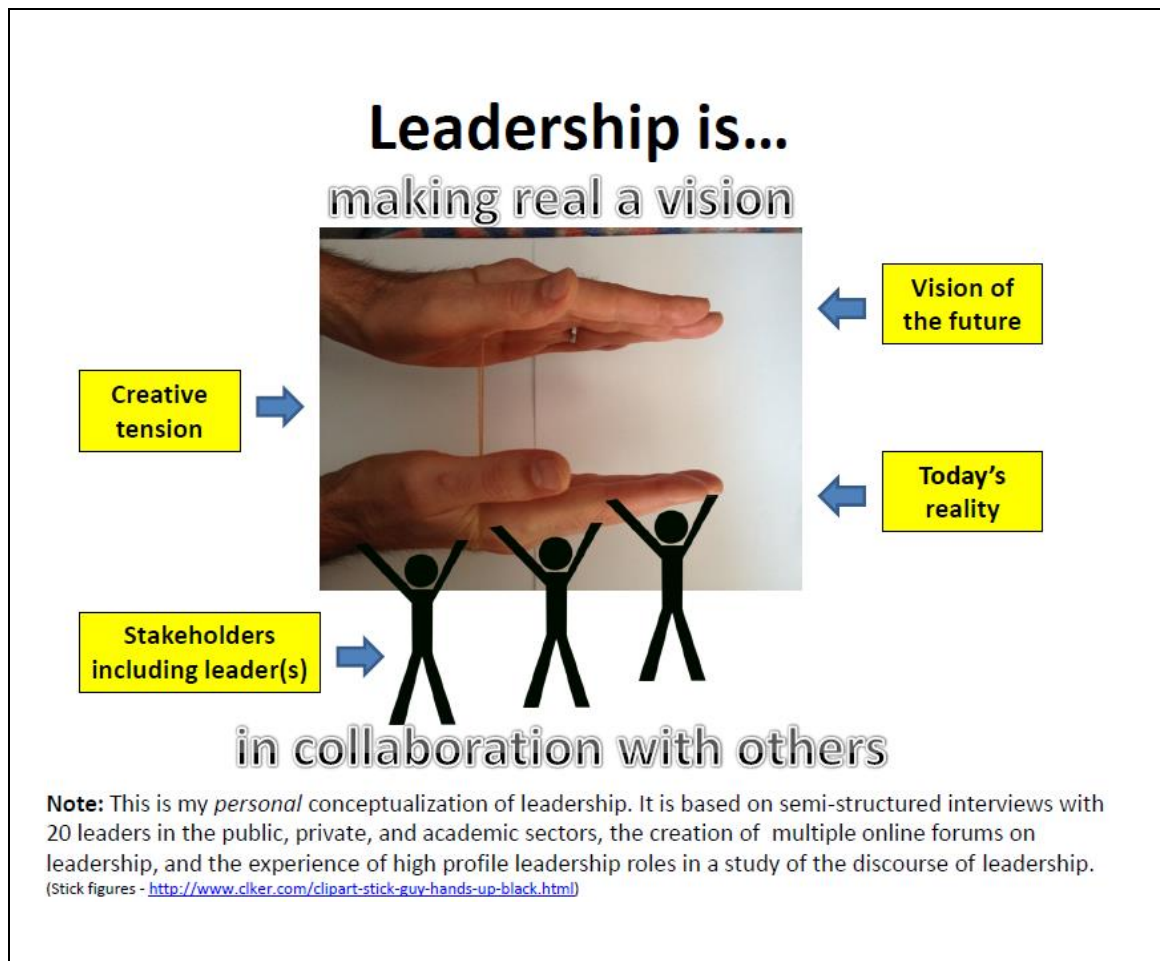 Leadership is...
making real a vision
Vision of
the future
Creative
tension
Today's
reality
Stakeholders
including leader(s)
in collaboration with others
Note: This is my personal conceptualization of leadership. It is based on semi-structured interviews with
20 leaders in the public, private, and academic sectors, the creation of  multiple online forums on
leadership, and the experience of high profile leadership roles in a study of the discourse of leadership.
(Stick figures - http://www.clker.com/clipart-stick-guy-hands-up-black.html)